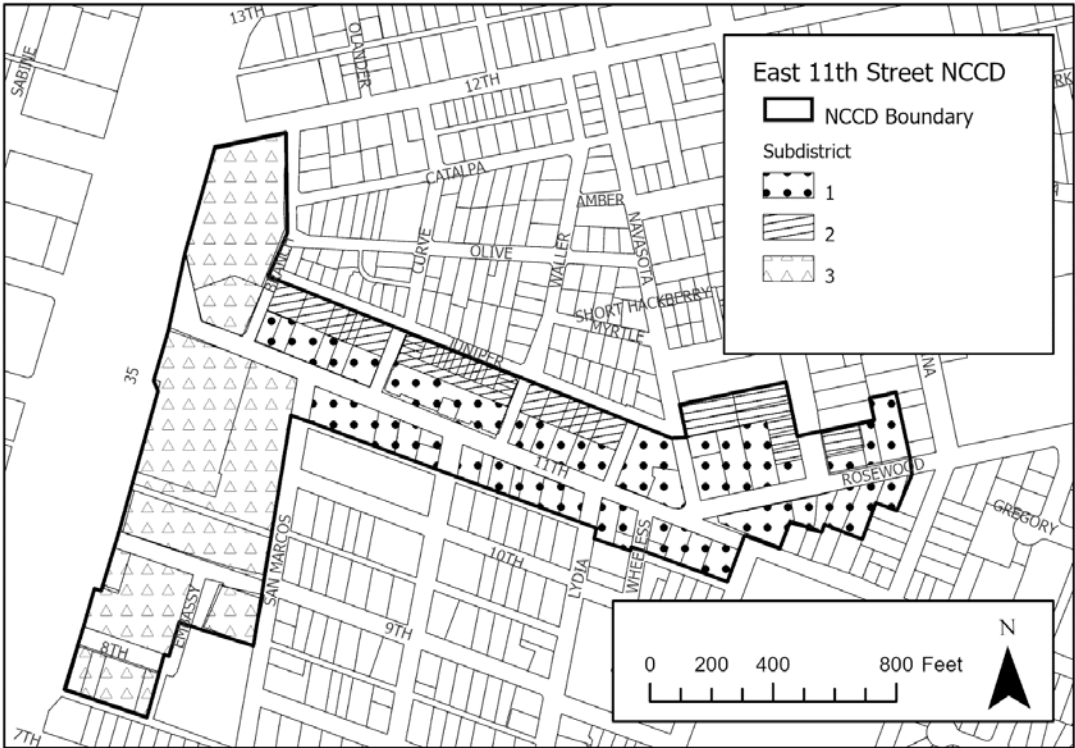 13TH
SABINE
OLANDER
12TH
East 11th Street NCCD
NCCD Boundary
Subdistrict
1
2
3
CATALPA
AMBER
NAVASOTA
CURVE
OLIVE
WALLER
SHORT HACKBERRY
MYRTLE
JUNIPER
35
NA
11TH
ROSEWOOD
GREGORY
SAN MARCOS
10TH
LYDIA
WHEELESS
EMBASSY
9TH
8TH
7TH
N
0 200 400 800 Feet